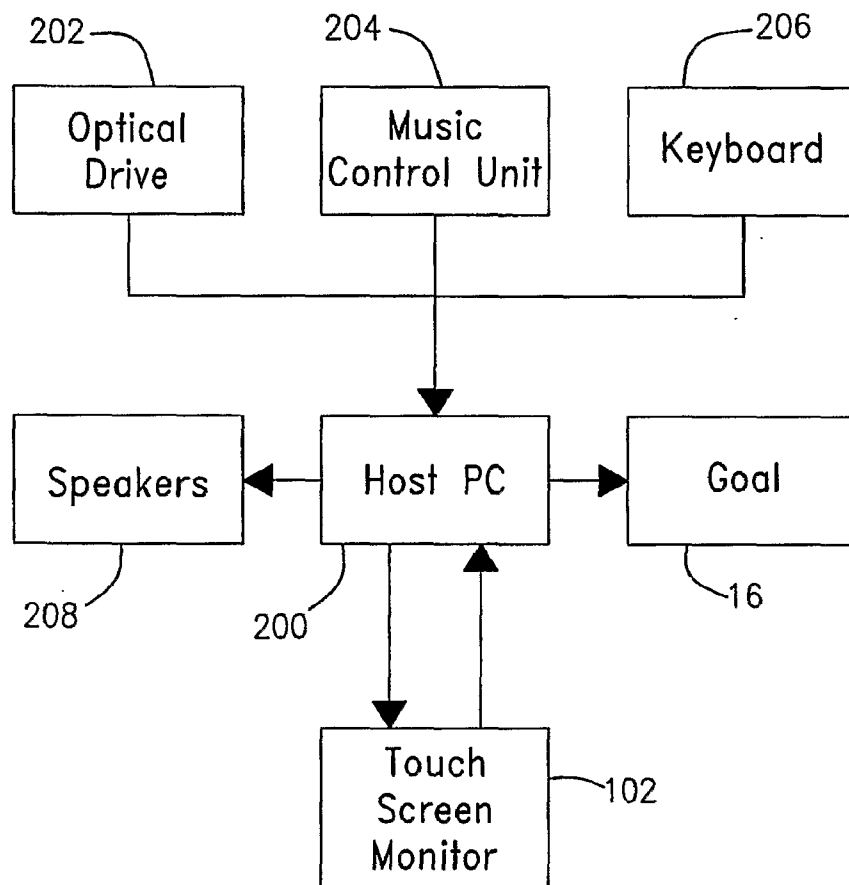 202
204
206
Optical
Drive
Music
Control Unit
Keyboard
Speakers
Host PC
Goal
208
200
16
Touch
Screen
Monitor
102